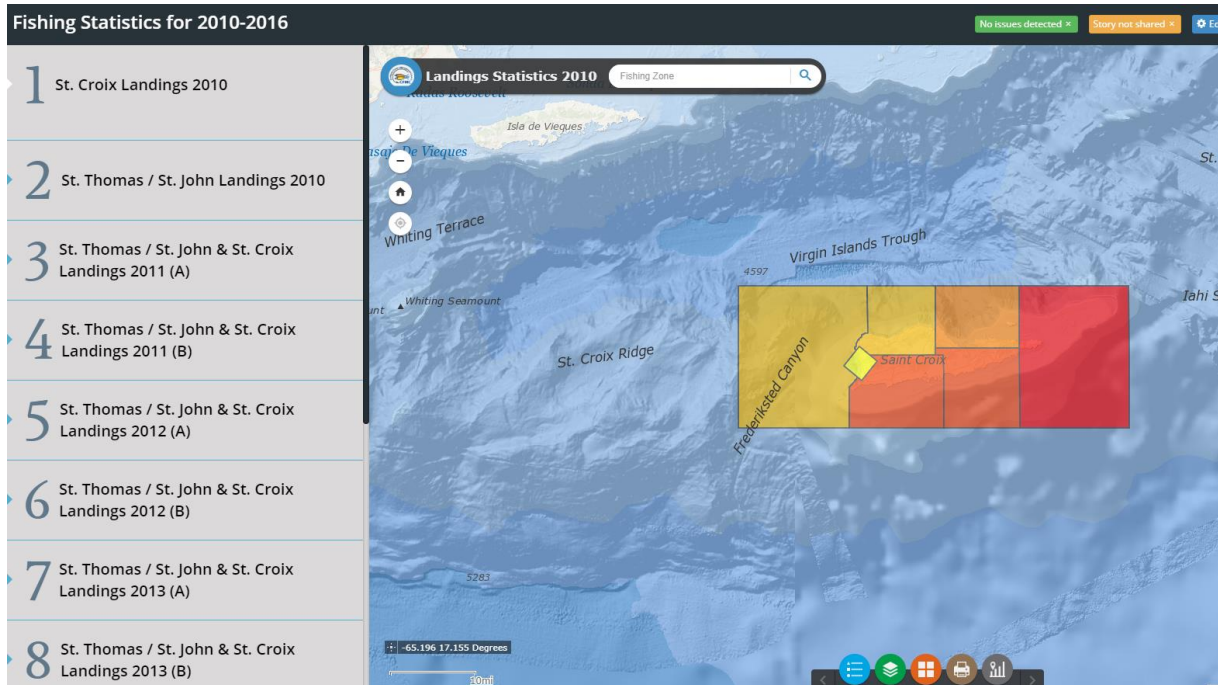 Fishing Statistics for 2010-2016
No issues detected ×
Story not shared ×
1
St. Croix Landings 2010
2
St. Thomas / St. John Landings 2010
3
St. Thomas / St. John & St. Croix
Landings 2011 (A)
4
St. Thomas / St. John & St. Croix
Landings 2011 (B)
5
St. Thomas / St. John & St. Croix
Landings 2012 (A)
6
St. Thomas / St. John & St. Croix
Landings 2012 (B)
7
St. Thomas / St. John & St. Croix
Landings 2013 (A)
8
St. Thomas / St. John & St. Croix
Landings 2013 (B)
Landings Statistics 2010
Fishing Zone
Isla de Vieques
De Vieques
St.
Whiting Terrace
Virgin Islands Trough
4597
Whiting Seamount
St. Croix Ridge
Frederiksted Canyon
Saint Croix
5283
-65.196 17.155 Degrees
10mi